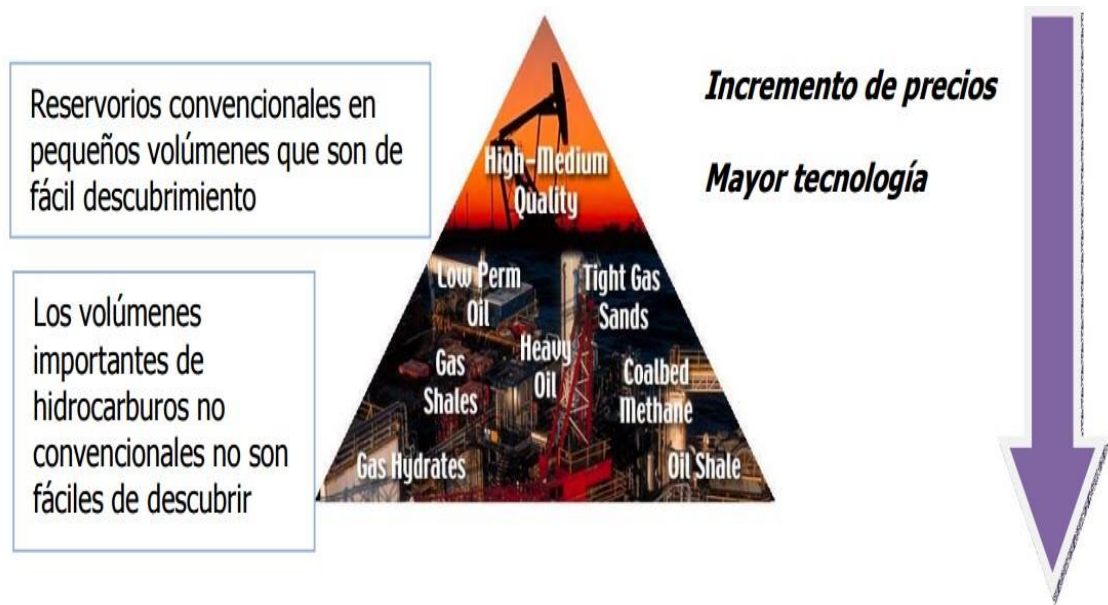 Reservorios convencionales en
pequeños volúmenes que son de
fácil descubrimiento
Los volúmenes
importantes de
hidrocarburos no
convencionales no son
fáciles de descubrir
High-Medium
Quality
Low Perm
Oil
Tight Gas
Sands
Gas
Shales
Heavy
Oil
Coalbed
Methane
Gas Hydrates
Oil Shale
Incremento de precios
Mayor tecnología